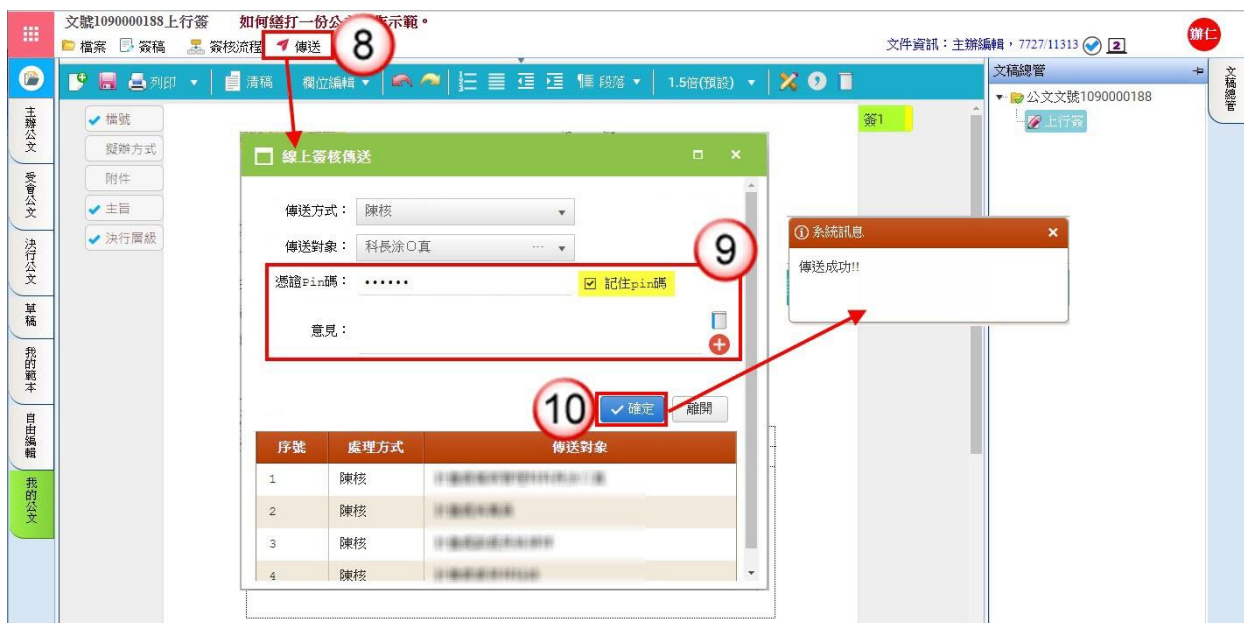 文號1090000188上行簽 如何繕打一份公
示範。
檔案 簽稿 簽核流程 傳送
8
文件資訊：主辦編輯，7727/11313 2
辦仁
列印 清稿 欄位編輯 段落 1.5倍(預設)
文稿總管
公文文號1090000188
上行簽
文稿總管
主辦公文
受會公文
決行公文
草稿
我的範本
自由編輯
我的公文
檔號
擬辦方式
附件
主旨
決行層級
簽1
線上簽核傳送
傳送方式： 陳核
傳送對象： 科長涂O真
9
憑證Pin碼： ······ 記住pin碼
意見：
10
確定 離開
序號 處理方式 傳送對象
1 陳核
2 陳核
3 陳核
4 陳核
系統訊息
傳送成功!!